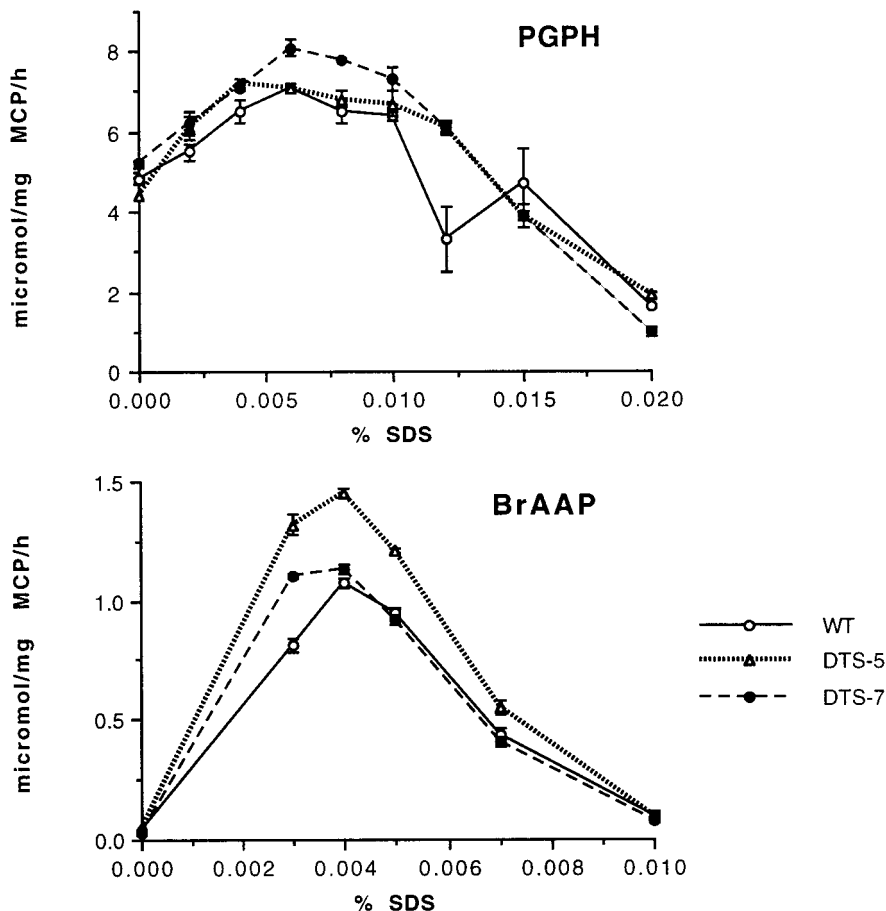 PGPH
micromol/mg MCP/h
8
6
4
2
0
0.000 0.005 0.010 0.015 0.020
% SDS
BrAAP
micromol/mg MCP/h
1.5
1.0
0.5
0.0
0.000 0.002 0.004 0.006 0.008 0.010
% SDS
WT
DTS-5
DTS-7